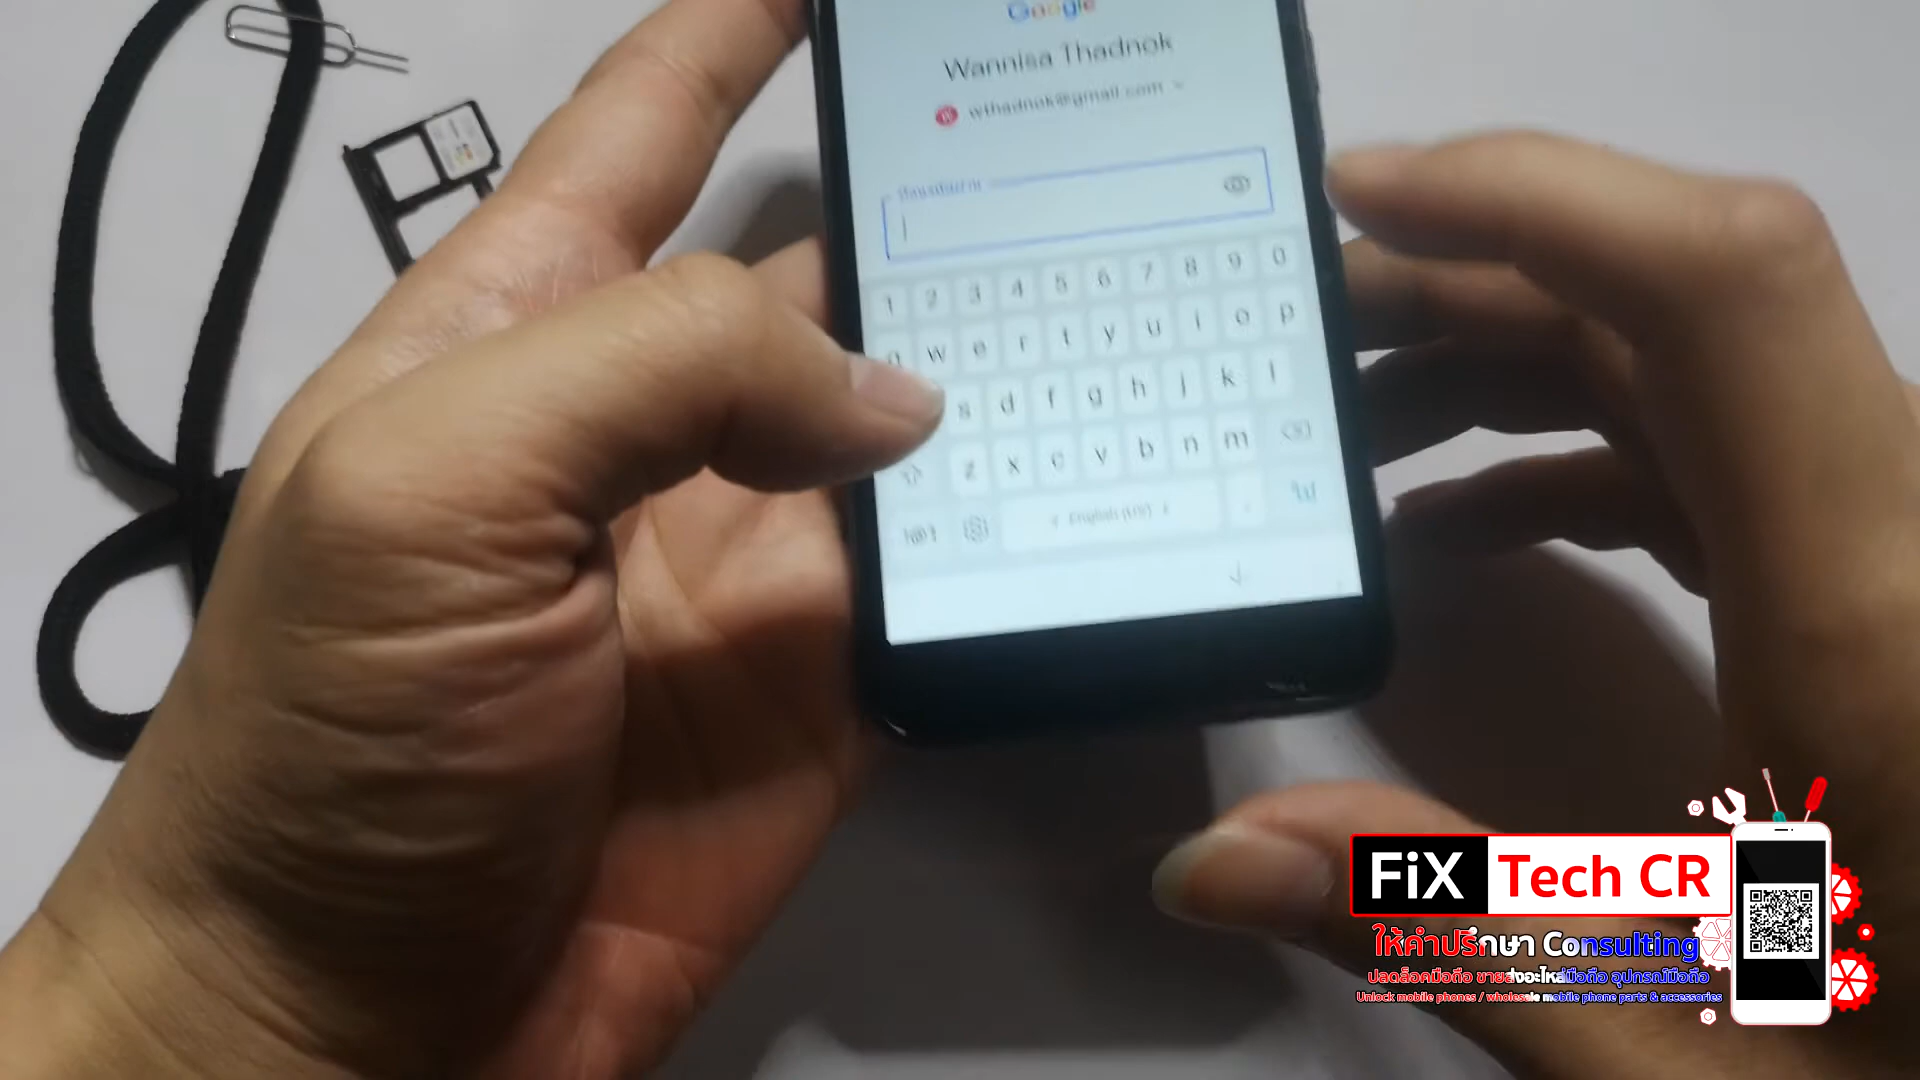 Google
Wannisa Thadnok
wthadnok@gmail.com
1 2 3 4 5 6 7 8 9 0
q w e r t y u i o p
s d f g h j k l
z x c v b n m
English (US)
ไป
FiX Tech CR
ให้คำปรึกษา Consulting
ปลดล็อคมือถือ ขายส่งอะไหล่มือถือ อุปกรณ์มือถือ
Unlock mobile phones / wholesale mobile phone parts & accessories